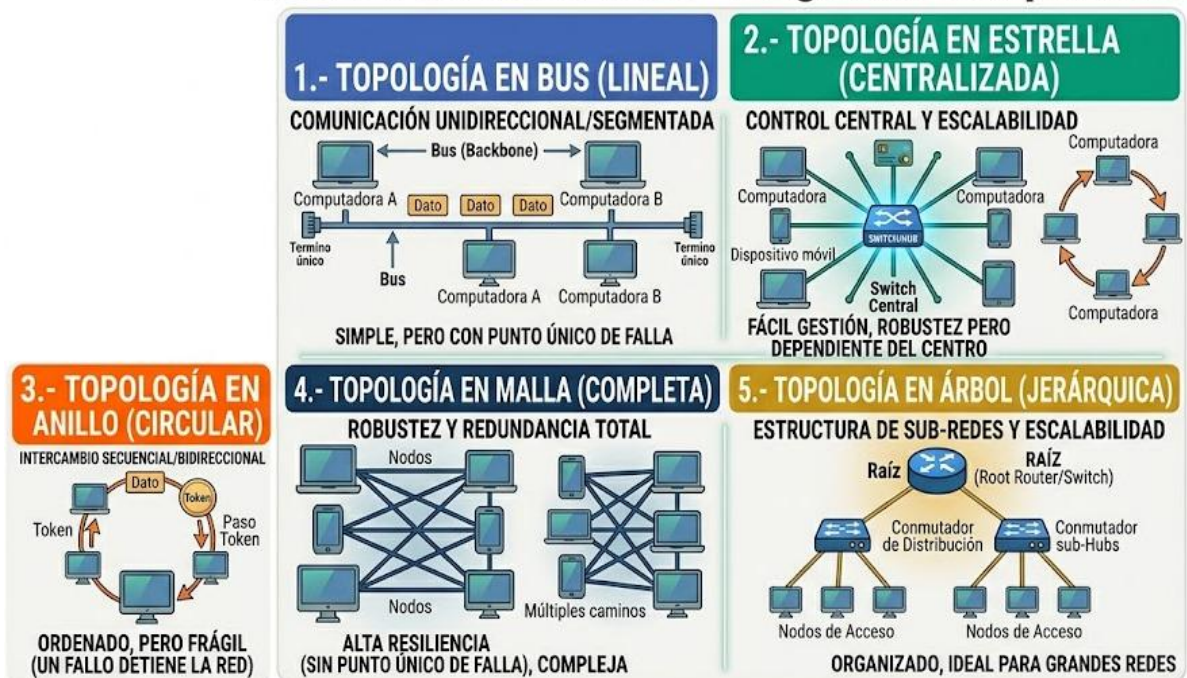 1.- TOPOLOGÍA EN BUS (LINEAL)
COMUNICACIÓN UNIDIRECCIONAL/SEGMENTADA
Bus (Backbone)
Computadora A
Dato
Dato
Dato
Computadora B
Termino
único
Bus
Computadora A
Computadora B
Termino
único
SIMPLE, PERO CON PUNTO ÚNICO DE FALLA
2.- TOPOLOGÍA EN ESTRELLA
(CENTRALIZADA)
CONTROL CENTRAL Y ESCALABILIDAD
Computadora
Computadora
SWITCH/HUB
Dispositivo móvil
Switch
Central
Computadora
Computadora
FÁCIL GESTIÓN, ROBUSTEZ PERO
DEPENDIENTE DEL CENTRO
3.- TOPOLOGÍA EN
ANILLO (CIRCULAR)
INTERCAMBIO SECUENCIAL/BIDIRECCIONAL
Dato
Token
Token
Paso
Token
ORDENADO, PERO FRÁGIL
(UN FALLO DETIENE LA RED)
4.- TOPOLOGÍA EN MALLA (COMPLETA)
ROBUSTEZ Y REDUNDANCIA TOTAL
Nodos
Nodos
Múltiples caminos
ALTA RESILIENCIA
(SIN PUNTO ÚNICO DE FALLA), COMPLEJA
5.- TOPOLOGÍA EN ÁRBOL (JERÁRQUICA)
ESTRUCTURA DE SUB-REDES Y ESCALABILIDAD
Raíz
RAÍZ
(Root Router/Switch)
Conmutador
de Distribución
Conmutador
sub-Hubs
Nodos de Acceso
Nodos de Acceso
ORGANIZADO, IDEAL PARA GRANDES REDES